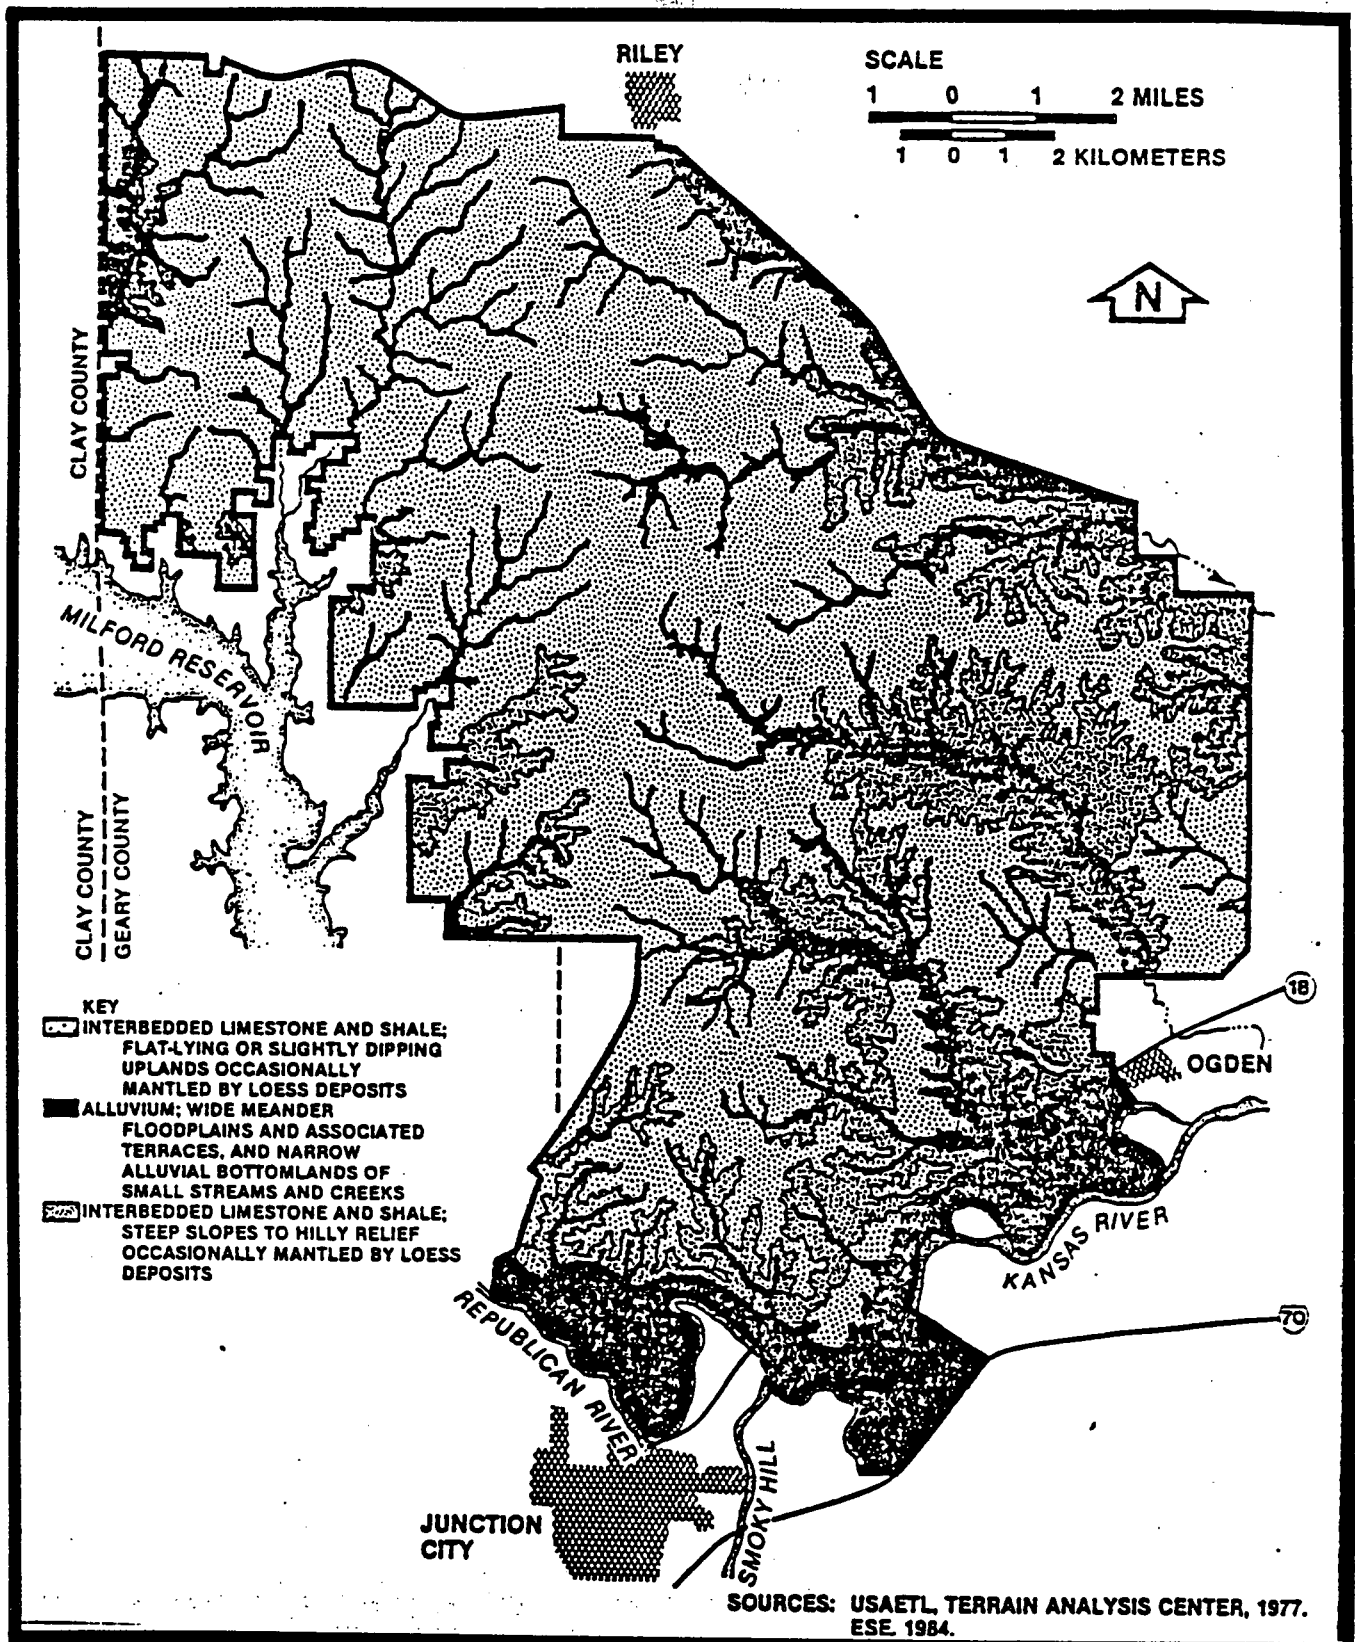 RILEY
SCALE
1 0 1 2 MILES
1 0 1 2 KILOMETERS
N
CLAY COUNTY
MILFORD RESERVOIR
CLAY COUNTY
GEARY COUNTY
KEY
INTERBEDDED LIMESTONE AND SHALE;
FLAT-LYING OR SLIGHTLY DIPPING
UPLANDS OCCASIONALLY
MANTLED BY LOESS DEPOSITS
ALLUVIUM; WIDE MEANDER
FLOODPLAINS AND ASSOCIATED
TERRACES, AND NARROW
ALLUVIAL BOTTOMLANDS OF
SMALL STREAMS AND CREEKS
INTERBEDDED LIMESTONE AND SHALE;
STEEP SLOPES TO HILLY RELIEF
OCCASIONALLY MANTLED BY LOESS
DEPOSITS
18
OGDEN
KANSAS RIVER
70
REPUBLICAN RIVER
SMOKY HILL
JUNCTION
CITY
SOURCES: USAETL, TERRAIN ANALYSIS CENTER, 1977.
ESE. 1984.